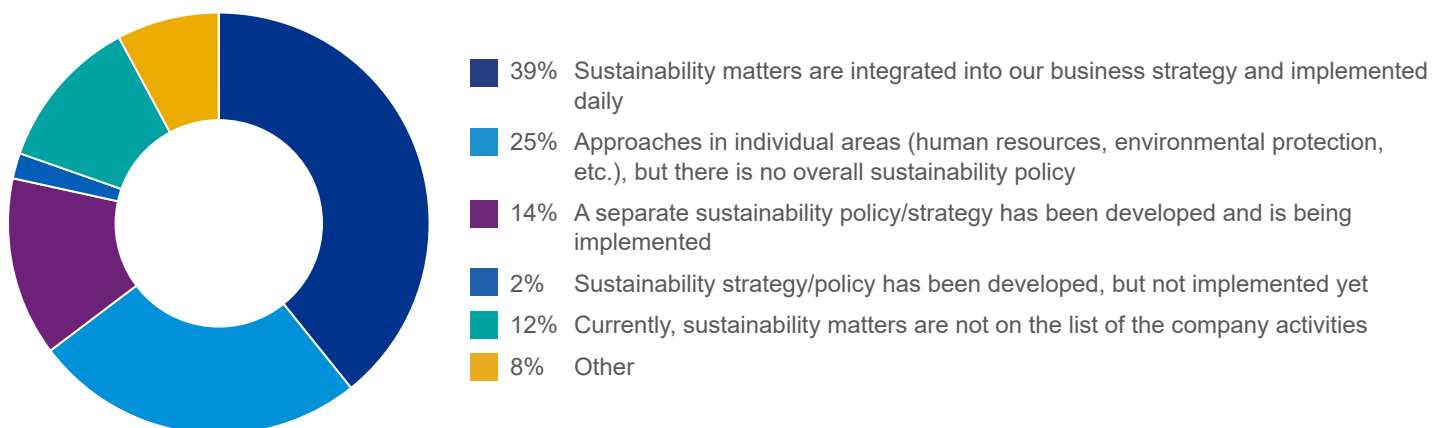 39% Sustainability matters are integrated into our business strategy and implemented
daily
25% Approaches in individual areas (human resources, environmental protection,
etc.), but there is no overall sustainability policy
14% A separate sustainability policy/strategy has been developed and is being
implemented
2% Sustainability strategy/policy has been developed, but not implemented yet
12% Currently, sustainability matters are not on the list of the company activities
8% Other